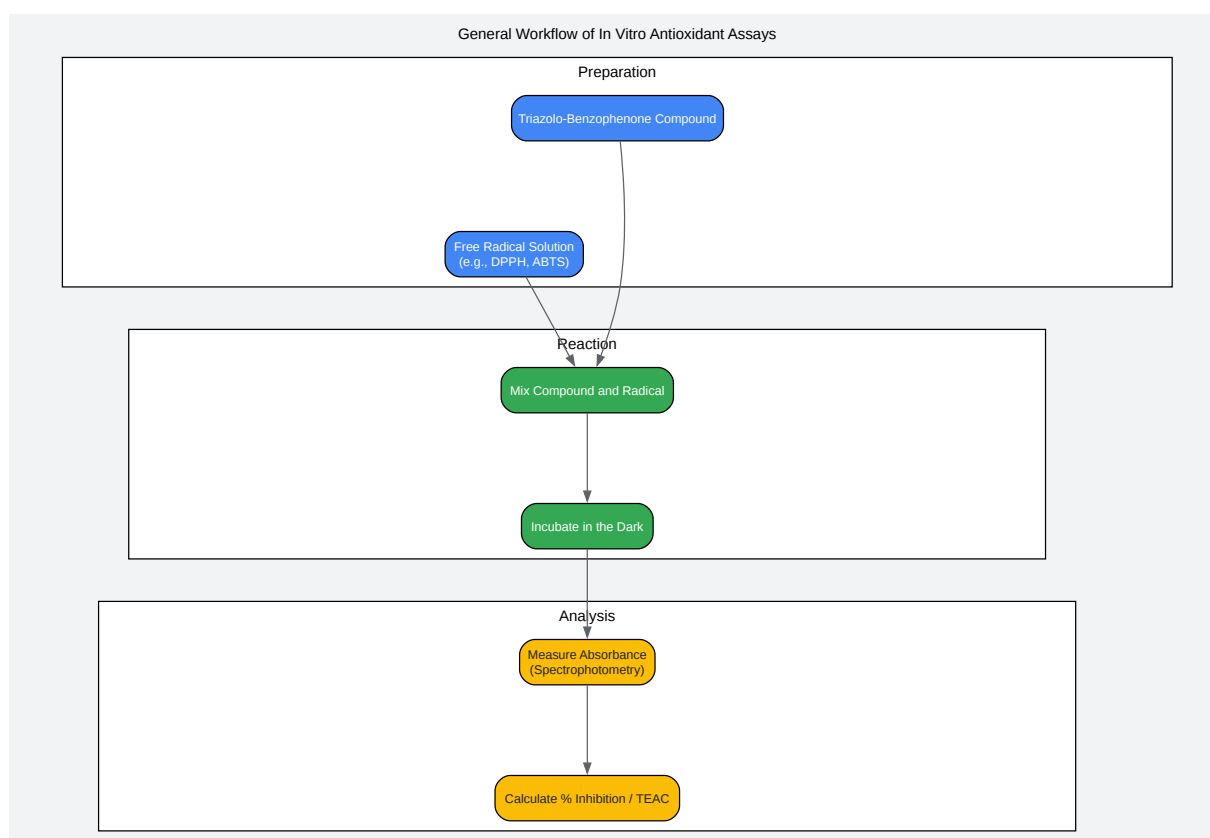 General Workflow of In Vitro Antioxidant Assays
Preparation
Triazolo-Benzophenone Compound
Free Radical Solution
(e.g., DPPH, ABTS)
Reaction
Mix Compound and Radical
Incubate in the Dark
Analysis
Measure Absorbance
(Spectrophotometry)
Calculate % Inhibition / TEAC